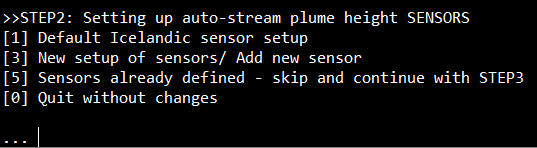 >>STEP2: Setting up auto-stream plume height SENSORS
[1] Default Icelandic sensor setup
[3] New setup of sensors/ Add new sensor
[5] Sensors already defined - skip and continue with STEP3
[0] Quit without changes
... |